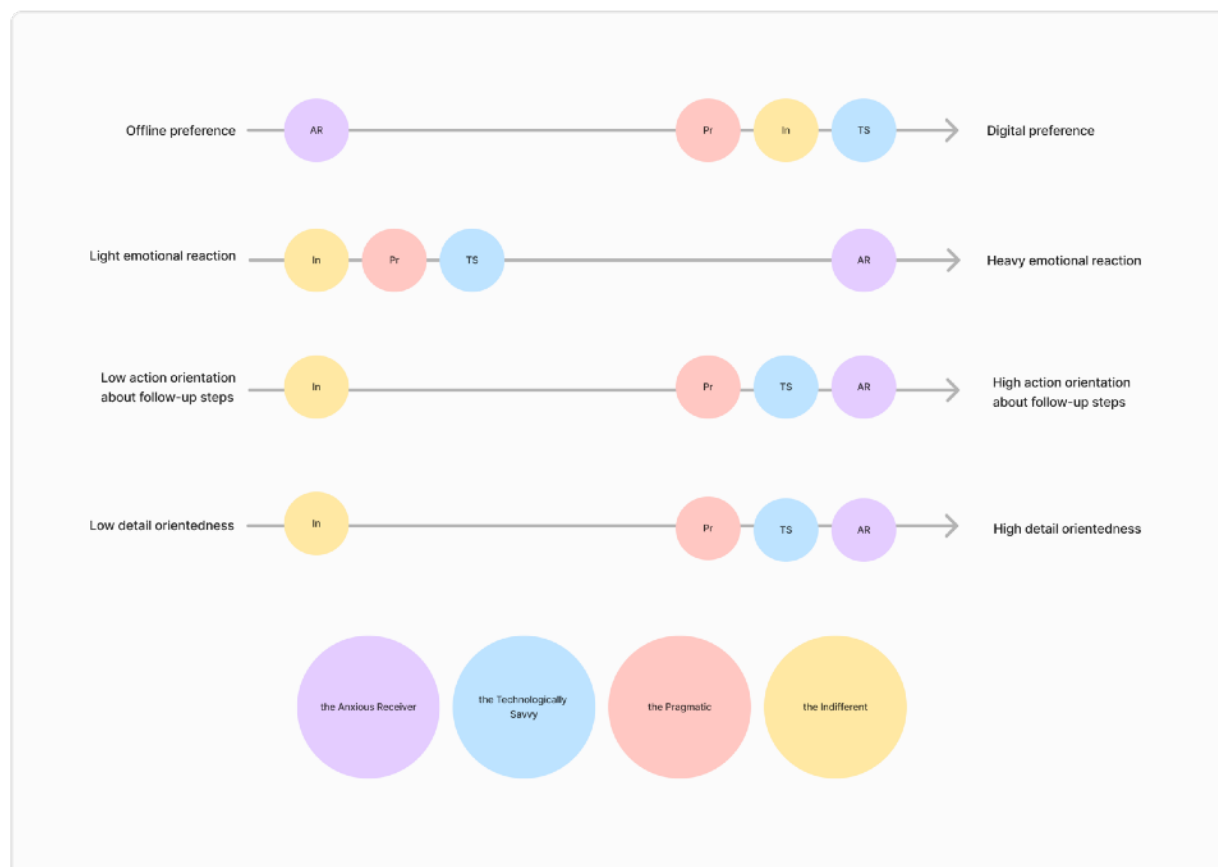 Offline preference
AR
Pr
In
TS
Digital preference
Light emotional reaction
In
Pr
TS
AR
Heavy emotional reaction
Low action orientation
about follow-up steps
In
Pr
TS
AR
High action orientation
about follow-up steps
Low detail orientedness
In
Pr
TS
AR
High detail orientedness
the Anxious Receiver
the Technologically
Savvy
the Pragmatic
the Indifferent